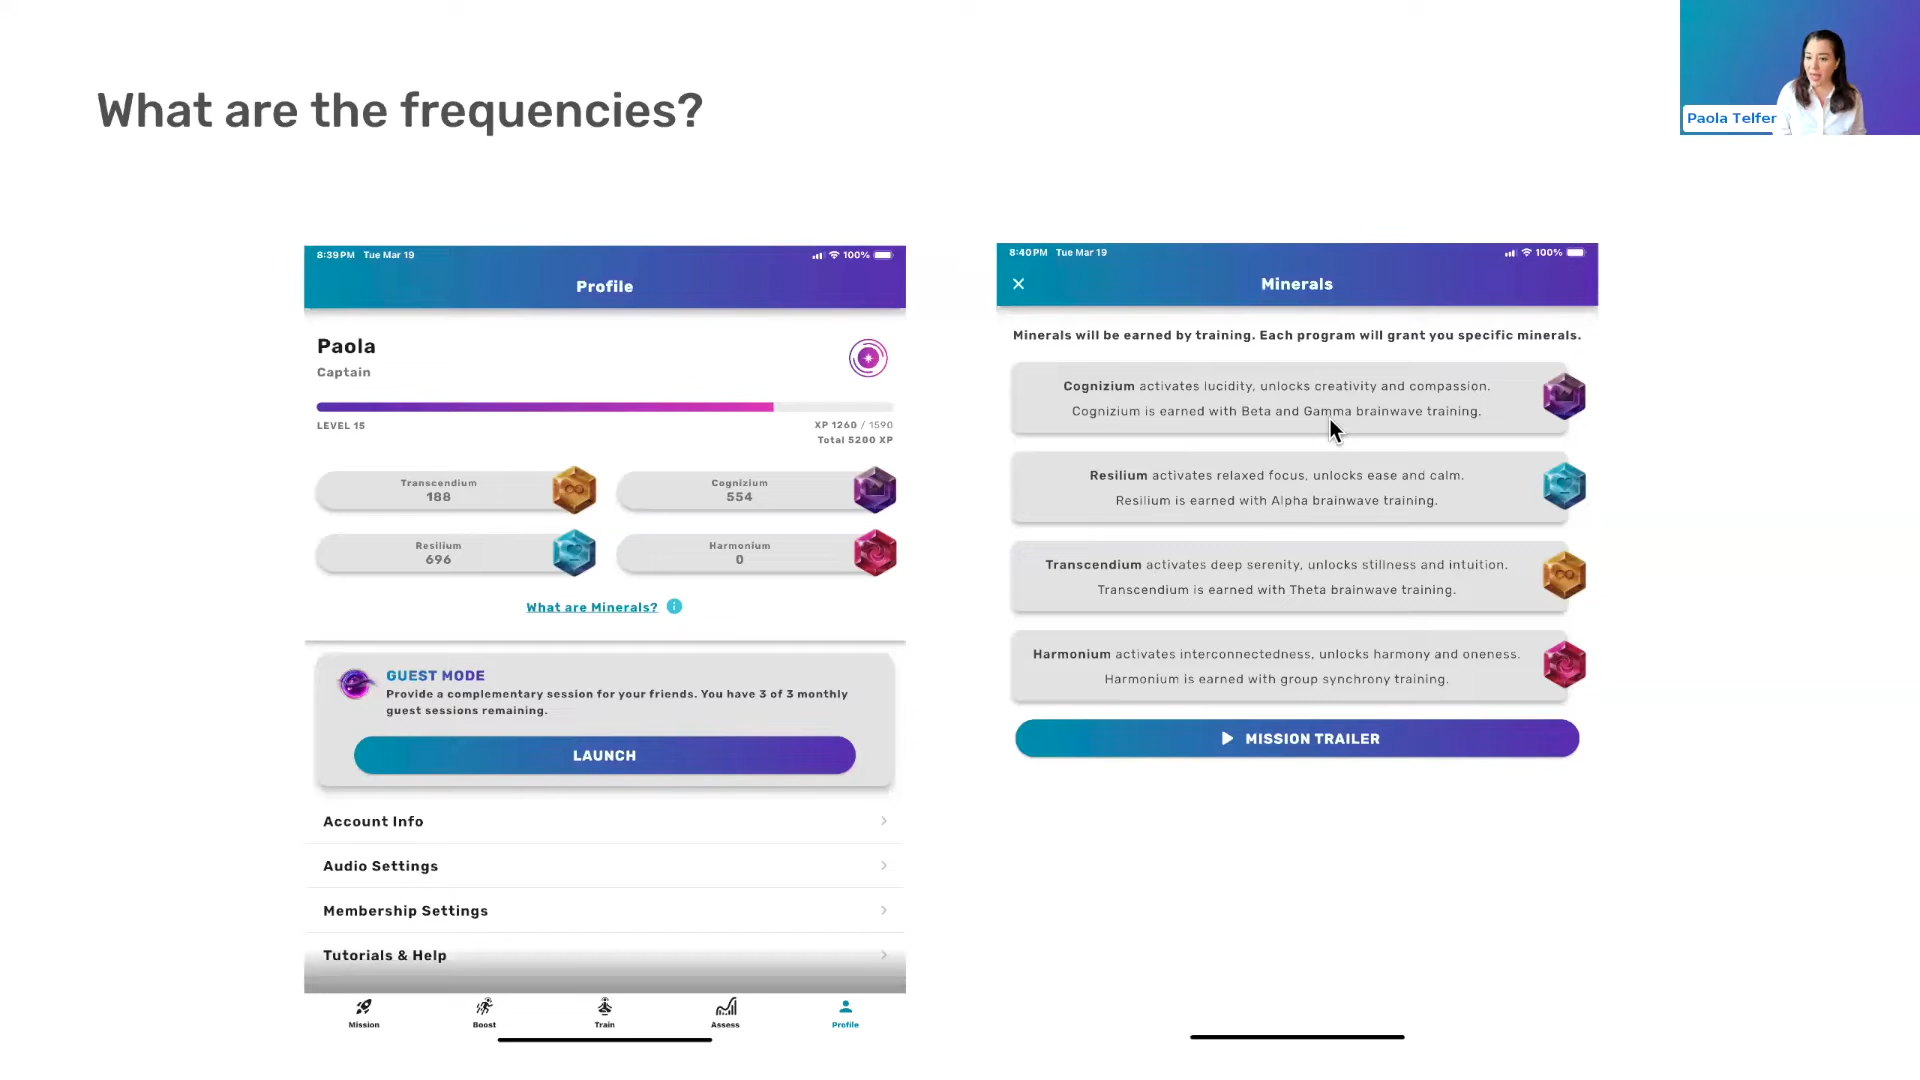 What are the frequencies?
Paola Telfer
8:39 PM Tue Mar 19
100%
Profile
Paola
Captain
LEVEL 15
XP 1260 / 1590
Total 5200 XP
Transcendium
188
Cognizium
554
Resilium
696
Harmonium
0
What are Minerals?
GUEST MODE
Provide a complementary session for your friends. You have 3 of 3 monthly
guest sessions remaining.
LAUNCH
Account Info
Audio Settings
Membership Settings
Tutorials & Help
Mission
Boost
Train
Assess
Profile
8:40 PM Tue Mar 19
100%
Minerals
Minerals will be earned by training. Each program will grant you specific minerals.
Cognizium activates lucidity, unlocks creativity and compassion.
Cognizium is earned with Beta and Gamma brainwave training.
Resilium activates relaxed focus, unlocks ease and calm.
Resilium is earned with Alpha brainwave training.
Transcendium activates deep serenity, unlocks stillness and intuition.
Transcendium is earned with Theta brainwave training.
Harmonium activates interconnectedness, unlocks harmony and oneness.
Harmonium is earned with group synchrony training.
MISSION TRAILER